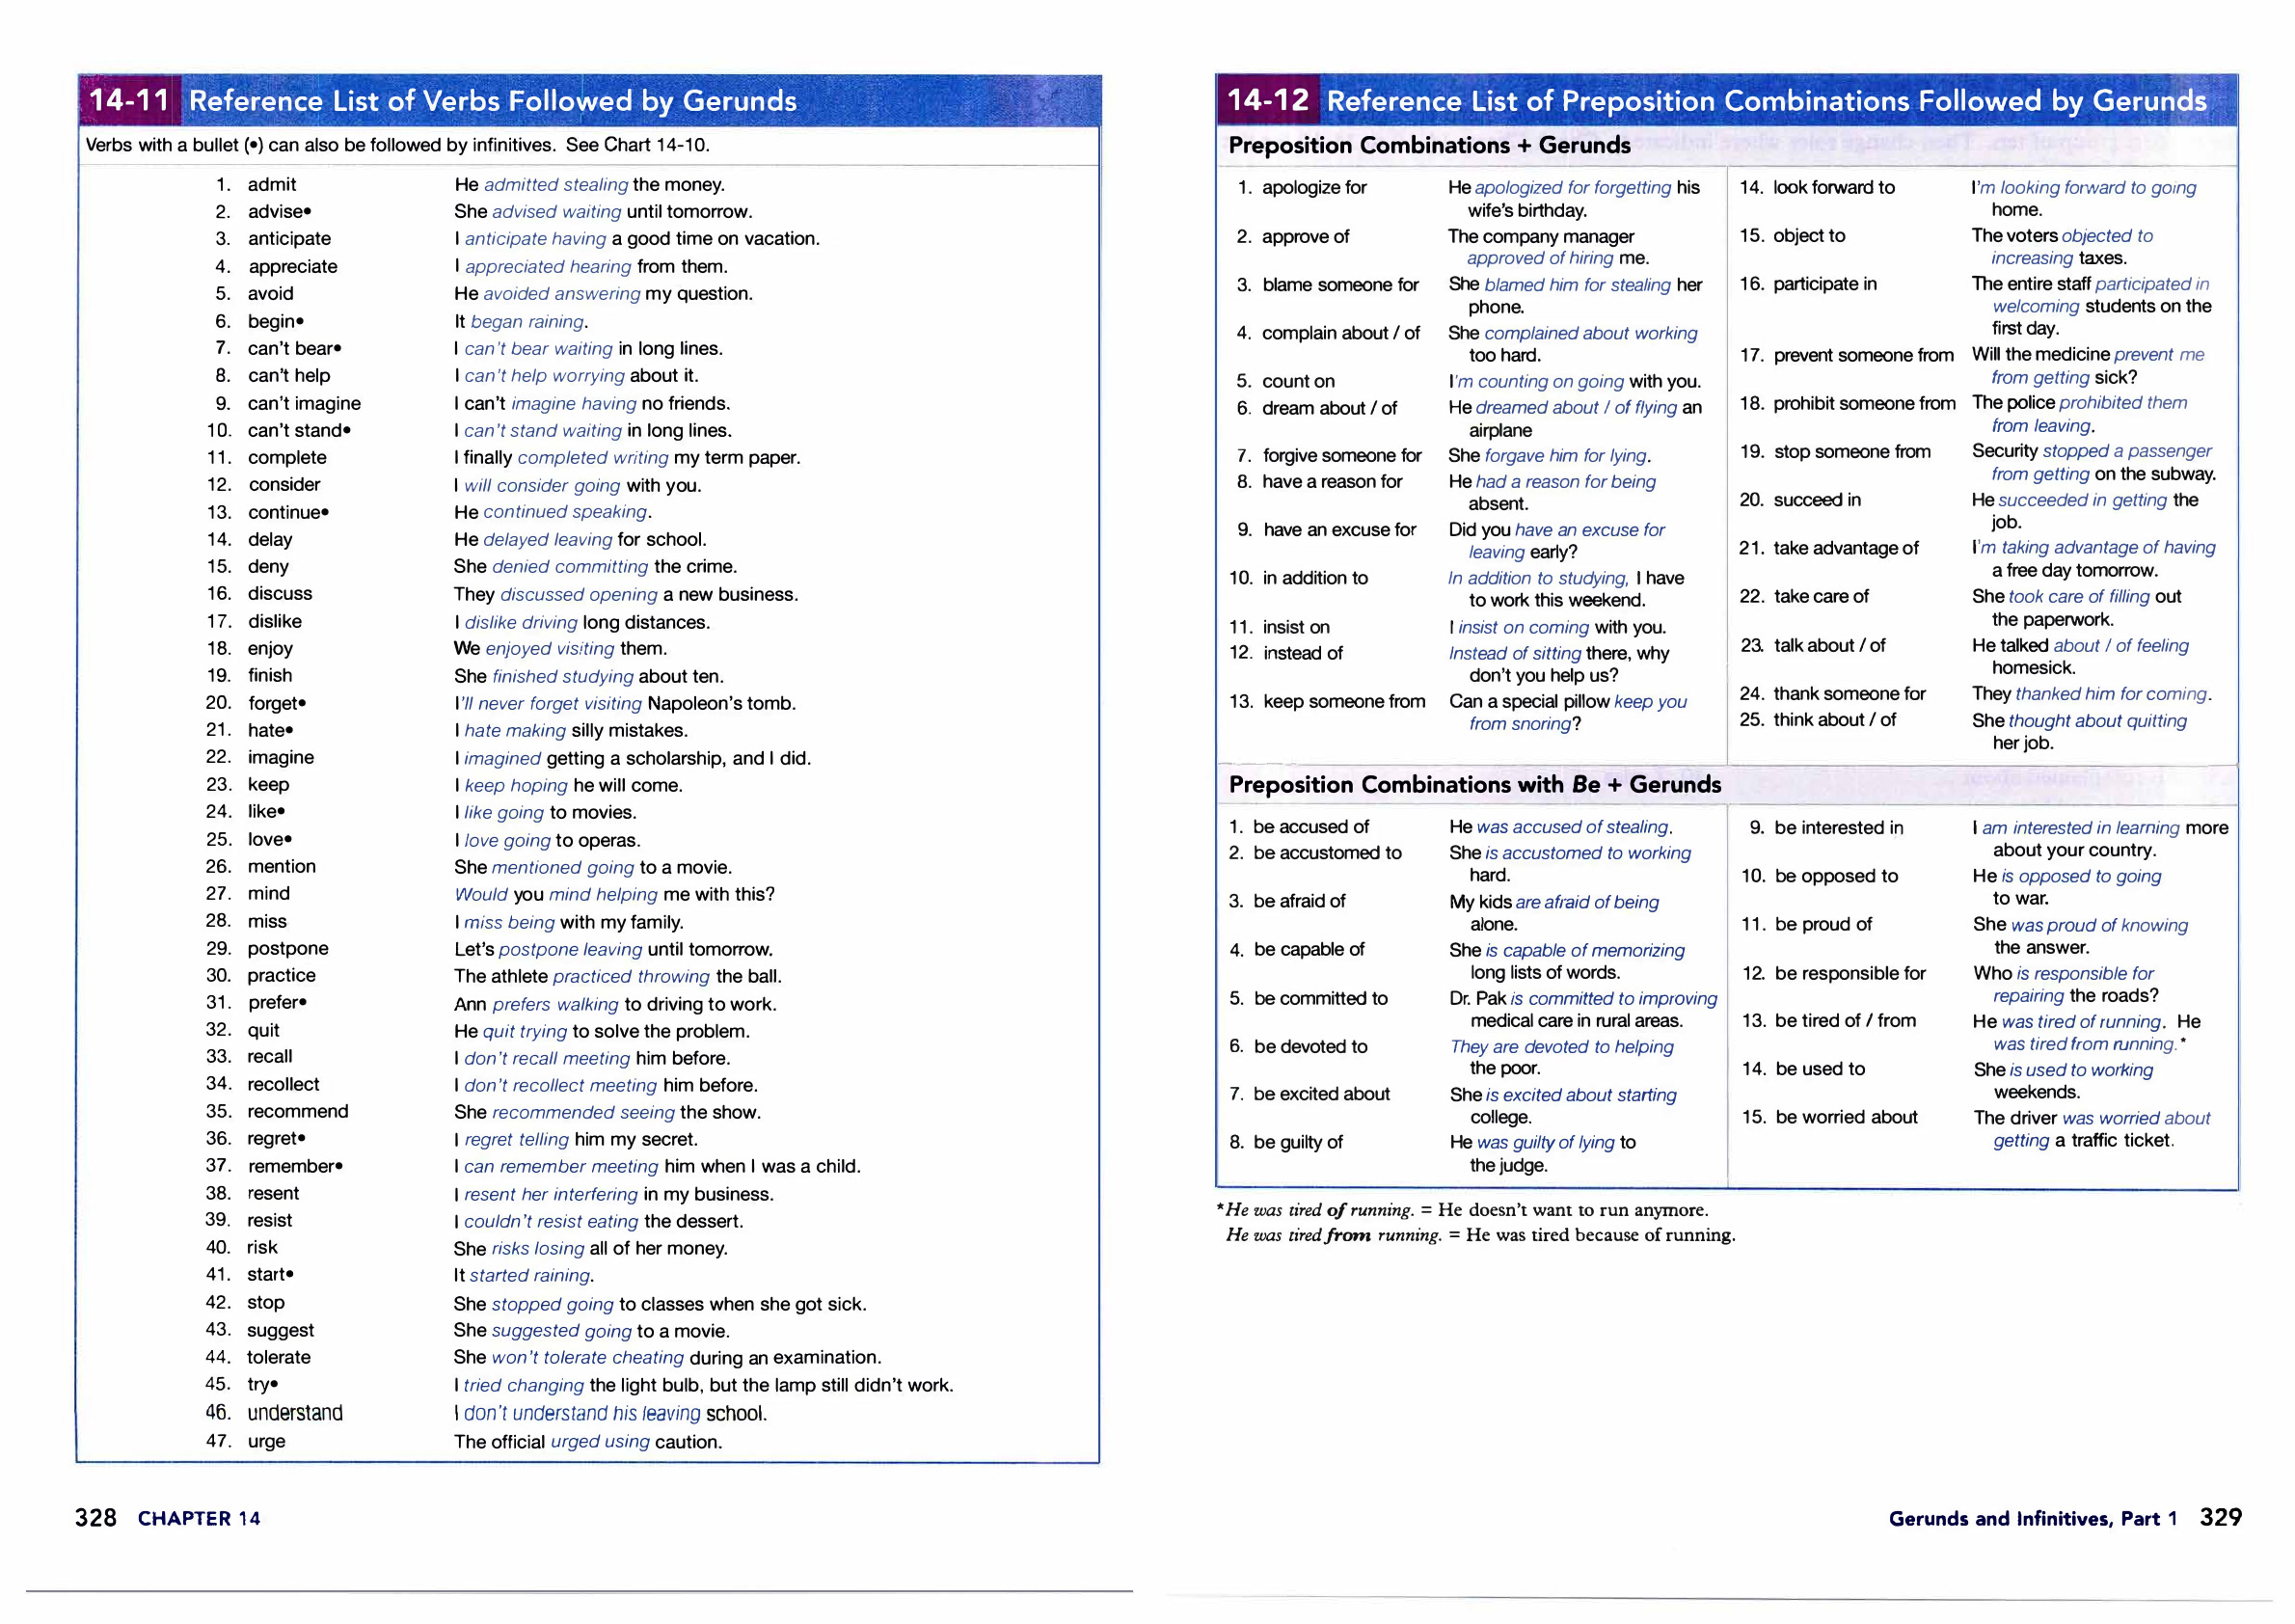 14-11 Reference List of Verbs Followed by Gerunds
Verbs with a bullet (•) can also be followed by infinitives. See Chart 14-10.
1. admit He admitted stealing the money.
2. advise• She advised waiting until tomorrow.
3. anticipate I anticipate having a good time on vacation.
4. appreciate I appreciated hearing from them.
5. avoid He avoided answering my question.
6. begin• It began raining.
7. can't bear• I can't bear waiting in long lines.
8. can't help I can't help worrying about it.
9. can't imagine I can't imagine having no friends.
10. can't stand• I can't stand waiting in long lines.
11. complete I finally completed writing my term paper.
12. consider I will consider going with you.
13. continue• He continued speaking.
14. delay He delayed leaving for school.
15. deny She denied committing the crime.
16. discuss They discussed opening a new business.
17. dislike I dislike driving long distances.
18. enjoy We enjoyed visiting them.
19. finish She finished studying about ten.
20. forget• I'll never forget visiting Napoleon's tomb.
21. hate• I hate making silly mistakes.
22. imagine I imagined getting a scholarship, and I did.
23. keep I keep hoping he will come.
24. like• I like going to movies.
25. love• I love going to operas.
26. mention She mentioned going to a movie.
27. mind Would you mind helping me with this?
28. miss I miss being with my family.
29. postpone Let's postpone leaving until tomorrow.
30. practice The athlete practiced throwing the ball.
31. prefer• Ann prefers walking to driving to work.
32. quit He quit trying to solve the problem.
33. recall I don't recall meeting him before.
34. recollect I don't recollect meeting him before.
35. recommend She recommended seeing the show.
36. regret• I regret telling him my secret.
37. remember• I can remember meeting him when I was a child.
38. resent I resent her interfering in my business.
39. resist I couldn't resist eating the dessert.
40. risk She risks losing all of her money.
41. start• It started raining.
42. stop She stopped going to classes when she got sick.
43. suggest She suggested going to a movie.
44. tolerate She won't tolerate cheating during an examination.
45. try• I tried changing the light bulb, but the lamp still didn't work.
46. understand I don't understand his leaving school.
47. urge The official urged using caution.
328 CHAPTER 14
14-12 Reference List of Preposition Combinations Followed by Gerunds
Preposition Combinations + Gerunds
1. apologize for He apologized for forgetting his
wife's birthday.
2. approve of The company manager
approved of hiring me.
3. blame someone for She blamed him for stealing her
phone.
4. complain about / of She complained about working
too hard.
5. count on I'm counting on going with you.
6. dream about / of He dreamed about / of flying an
airplane
7. forgive someone for She forgave him for lying.
8. have a reason for He had a reason for being
absent.
9. have an excuse for Did you have an excuse for
leaving early?
10. in addition to In addition to studying, I have
to work this weekend.
11. insist on I insist on coming with you.
12. instead of Instead of sitting there, why
don't you help us?
13. keep someone from Can a special pillow keep you
from snoring?
14. look forward to I'm looking forward to going
home.
15. object to The voters objected to
increasing taxes.
16. participate in The entire staff participated in
welcoming students on the
first day.
17. prevent someone from Will the medicine prevent me
from getting sick?
18. prohibit someone from The police prohibited them
from leaving.
19. stop someone from Security stopped a passenger
from getting on the subway.
20. succeed in He succeeded in getting the
job.
21. take advantage of I'm taking advantage of having
a free day tomorrow.
22. take care of She took care of filling out
the paperwork.
23. talk about / of He talked about / of feeling
homesick.
24. thank someone for They thanked him for coming.
25. think about / of She thought about quitting
her job.
Preposition Combinations with Be + Gerunds
1. be accused of He was accused of stealing.
2. be accustomed to She is accustomed to working
hard.
3. be afraid of My kids are afraid of being
alone.
4. be capable of She is capable of memorizing
long lists of words.
5. be committed to Dr. Pak is committed to improving
medical care in rural areas.
6. be devoted to They are devoted to helping
the poor.
7. be excited about She is excited about starting
college.
8. be guilty of He was guilty of lying to
the judge.
9. be interested in I am interested in learning more
about your country.
10. be opposed to He is opposed to going
to war.
11. be proud of She was proud of knowing
the answer.
12. be responsible for Who is responsible for
repairing the roads?
13. be tired of / from He was tired of running. He
was tired from running.*
14. be used to She is used to working
weekends.
15. be worried about The driver was worried about
getting a traffic ticket.
*He was tired of running. = He doesn't want to run anymore.
He was tired from running. = He was tired because of running.
Gerunds and Infinitives, Part 1 329